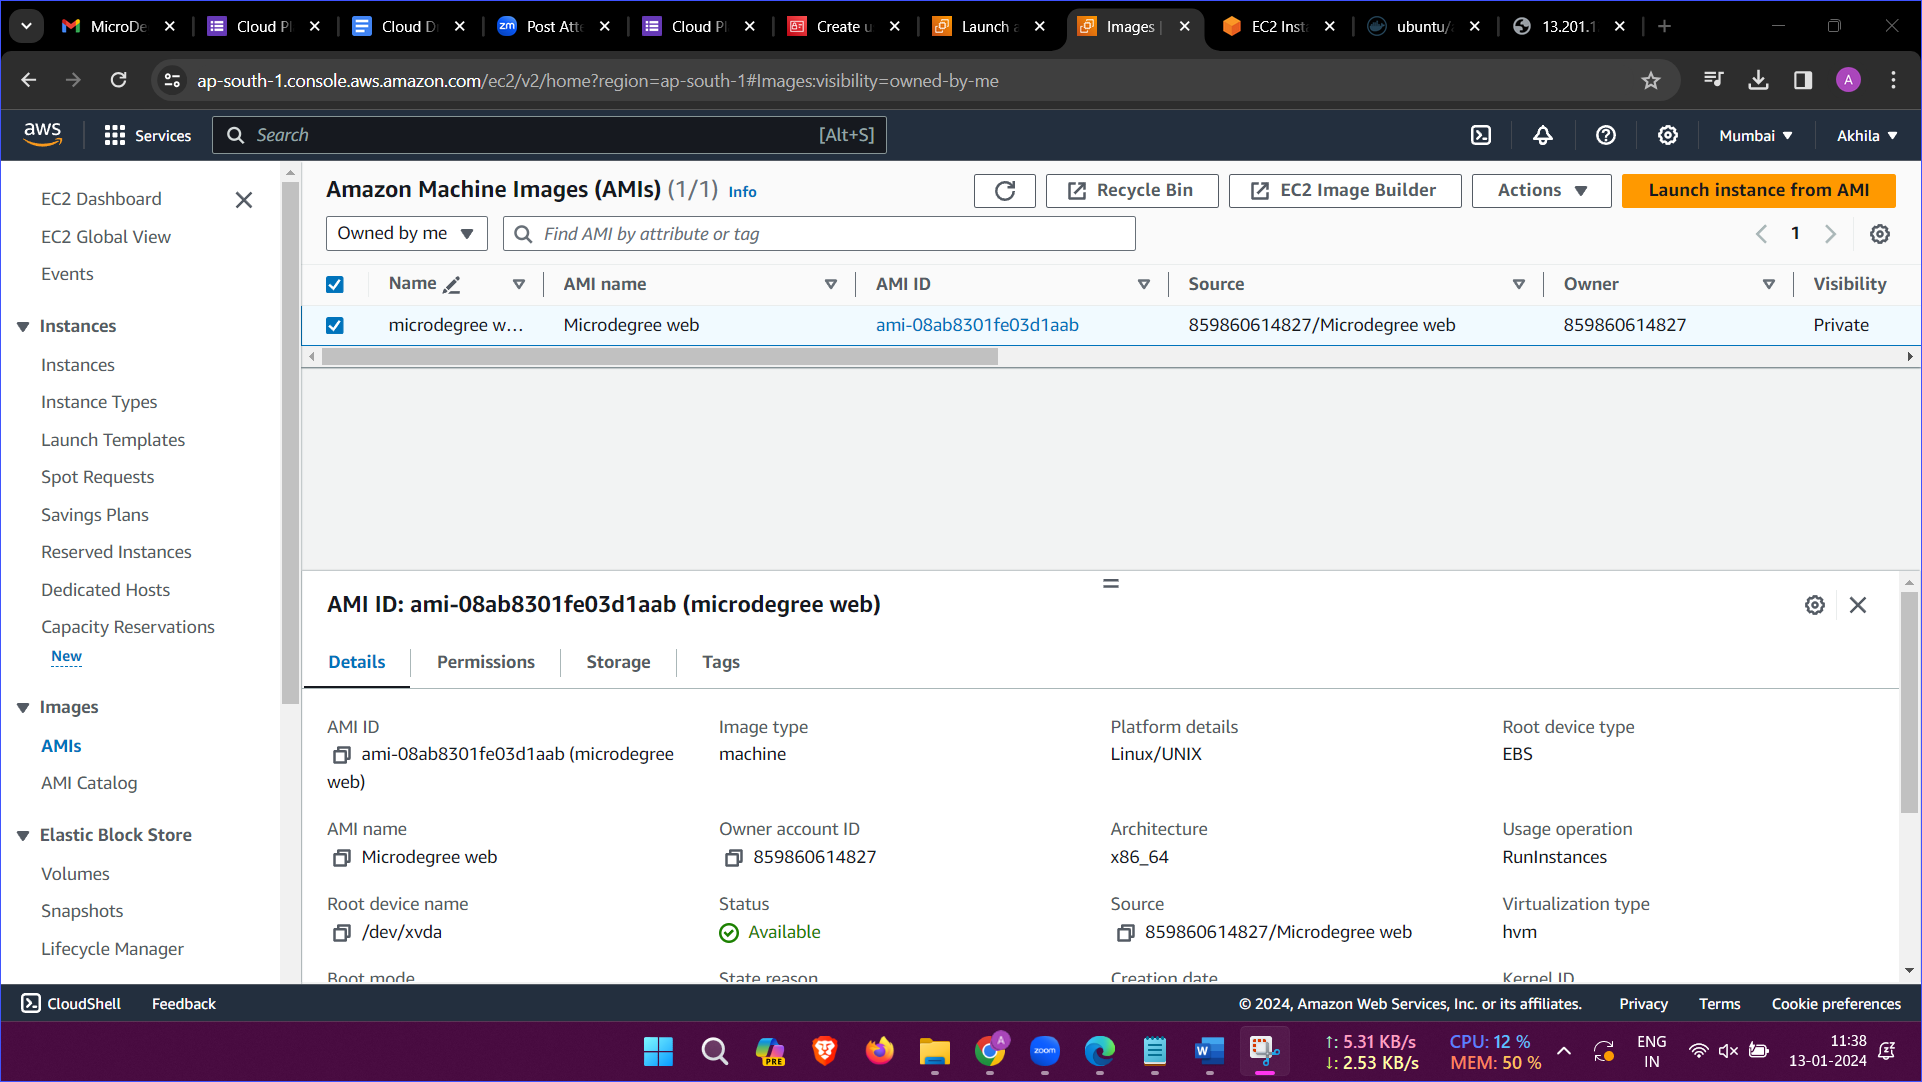 MicroDe
Cloud Pl
Cloud D
zm
Post Atte
Cloud Pl
Create u
Launch a
Images |
EC2 Insta
ubuntu/a
13.201.1
ap-south-1.console.aws.amazon.com/ec2/v2/home?region=ap-south-1#Images:visibility=owned-by-me
A
aws
Services
Search
[Alt+S]
Mumbai
Akhila
EC2 Dashboard
EC2 Global View
Events
Instances
Instances
Instance Types
Launch Templates
Spot Requests
Savings Plans
Reserved Instances
Dedicated Hosts
Capacity Reservations
New
Images
AMIs
AMI Catalog
Elastic Block Store
Volumes
Snapshots
Lifecycle Manager
Amazon Machine Images (AMIs) (1/1) Info
Recycle Bin
EC2 Image Builder
Actions
Launch instance from AMI
Owned by me
Find AMI by attribute or tag
1
Name AMI name AMI ID Source Owner Visibility
microdegree w... Microdegree web ami-08ab8301fe03d1aab 859860614827/Microdegree web 859860614827 Private
AMI ID: ami-08ab8301fe03d1aab (microdegree web)
Details Permissions Storage Tags
AMI ID
ami-08ab8301fe03d1aab (microdegree
web)
Image type
machine
Platform details
Linux/UNIX
Root device type
EBS
AMI name
Microdegree web
Owner account ID
859860614827
Architecture
x86_64
Usage operation
RunInstances
Root device name
/dev/xvda
Status
Available
Source
859860614827/Microdegree web
Virtualization type
hvm
Boot mode
State reason
Creation date
Kernel ID
CloudShell
Feedback
© 2024, Amazon Web Services, Inc. or its affiliates.
Privacy
Terms
Cookie preferences
PRE
A
zoom
W
↑: 5.31 KB/s
↓: 2.53 KB/s
CPU: 12 %
MEM: 50 %
ENG
IN
11:38
13-01-2024